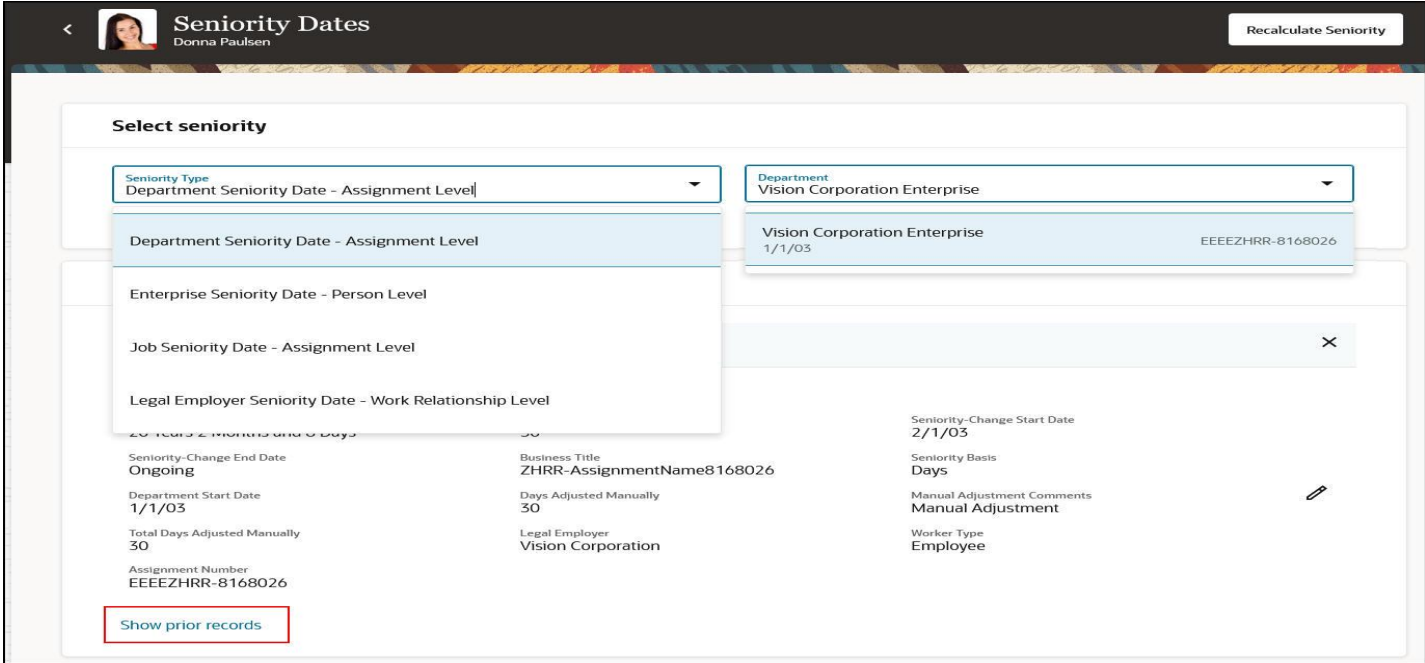 Seniority Dates
Donna Paulsen
Recalculate Seniority
Select seniority
Seniority Type
Department Seniority Date - Assignment Level
Department
Vision Corporation Enterprise
Department Seniority Date - Assignment Level
Enterprise Seniority Date - Person Level
Job Seniority Date - Assignment Level
Legal Employer Seniority Date - Work Relationship Level
Vision Corporation Enterprise
1/1/03
EEEEZHRR-8168026
Seniority-Change Start Date
2/1/03
Seniority-Change End Date
Ongoing
Business Title
ZHRR-AssignmentName8168026
Seniority Basis
Days
Department Start Date
1/1/03
Days Adjusted Manually
30
Manual Adjustment Comments
Manual Adjustment
Total Days Adjusted Manually
30
Legal Employer
Vision Corporation
Worker Type
Employee
Assignment Number
EEEEZHRR-8168026
Show prior records